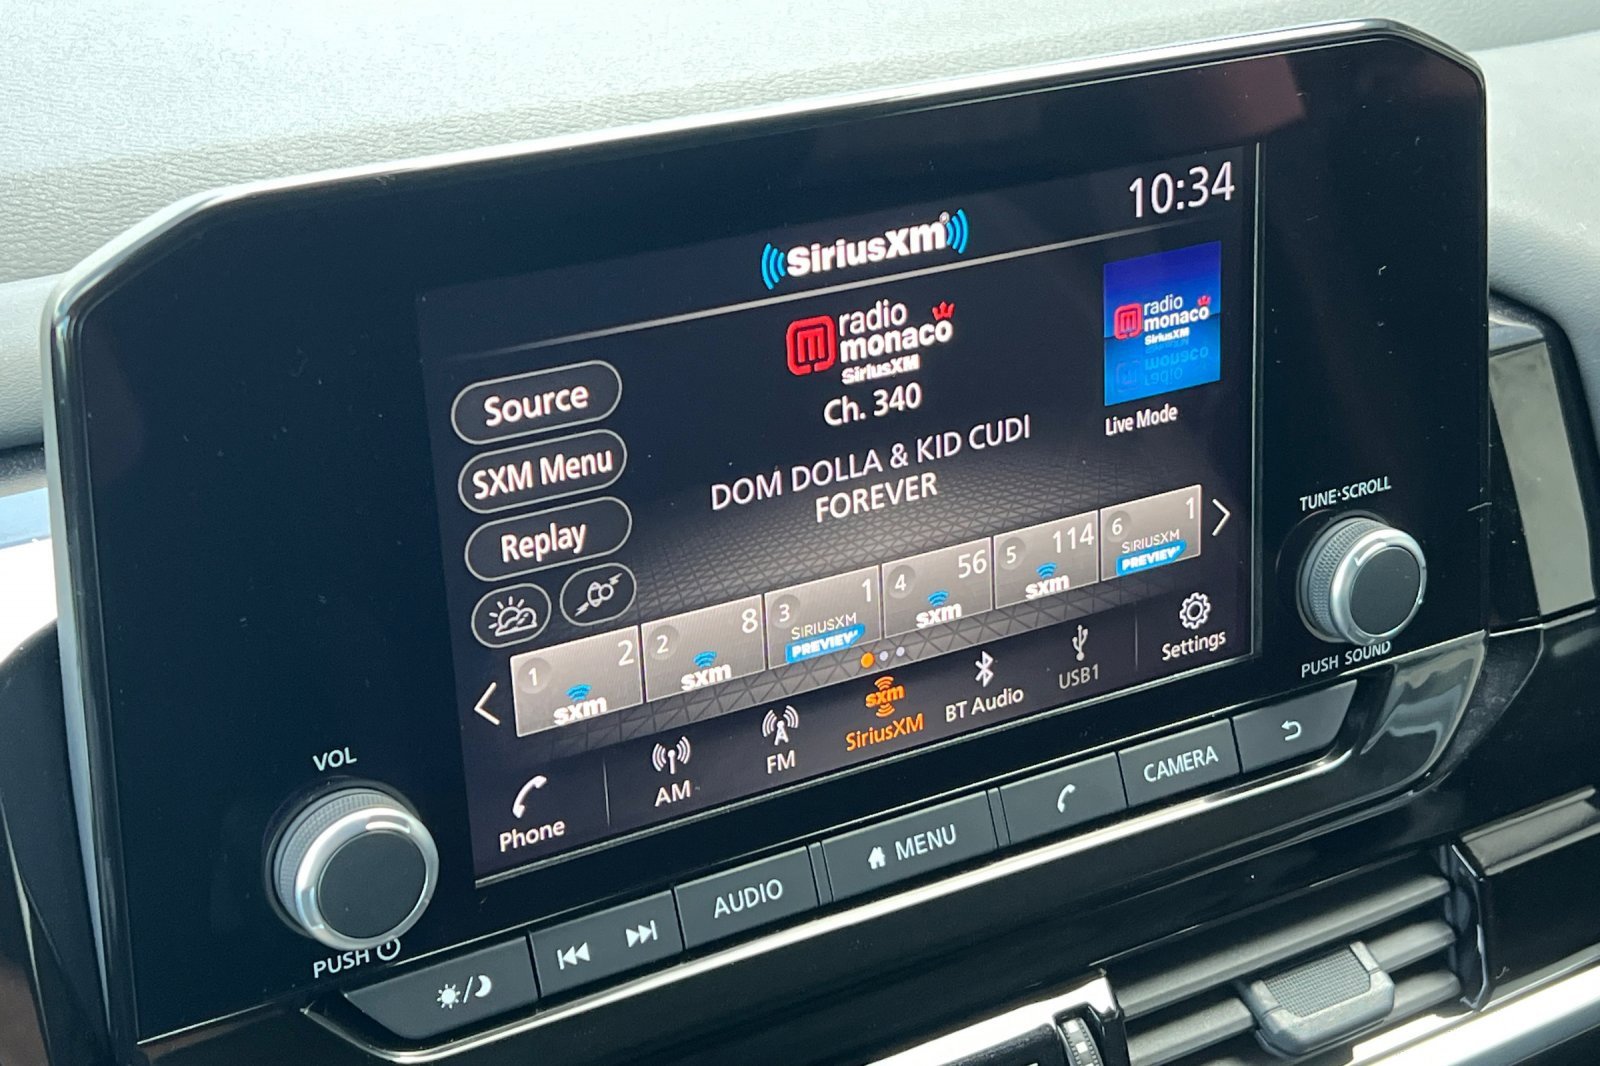 10:34
SiriusXM
radio
monaco
SiriusXM
Ch. 340
radio
monaco
SiriusXM
Live Mode
Source
SXM Menu
Replay
DOM DOLLA & KID CUDI
FOREVER
1 2
sxm
2 8
sxm
3 1
SIRIUSXM
PREVIEW
4 56
sxm
5 114
sxm
6 1
SIRIUSXM
PREVIEW
Phone
AM
FM
sxm
SiriusXM
BT Audio
USB1
Settings
TUNE·SCROLL
PUSH SOUND
VOL
PUSH
AUDIO
MENU
CAMERA